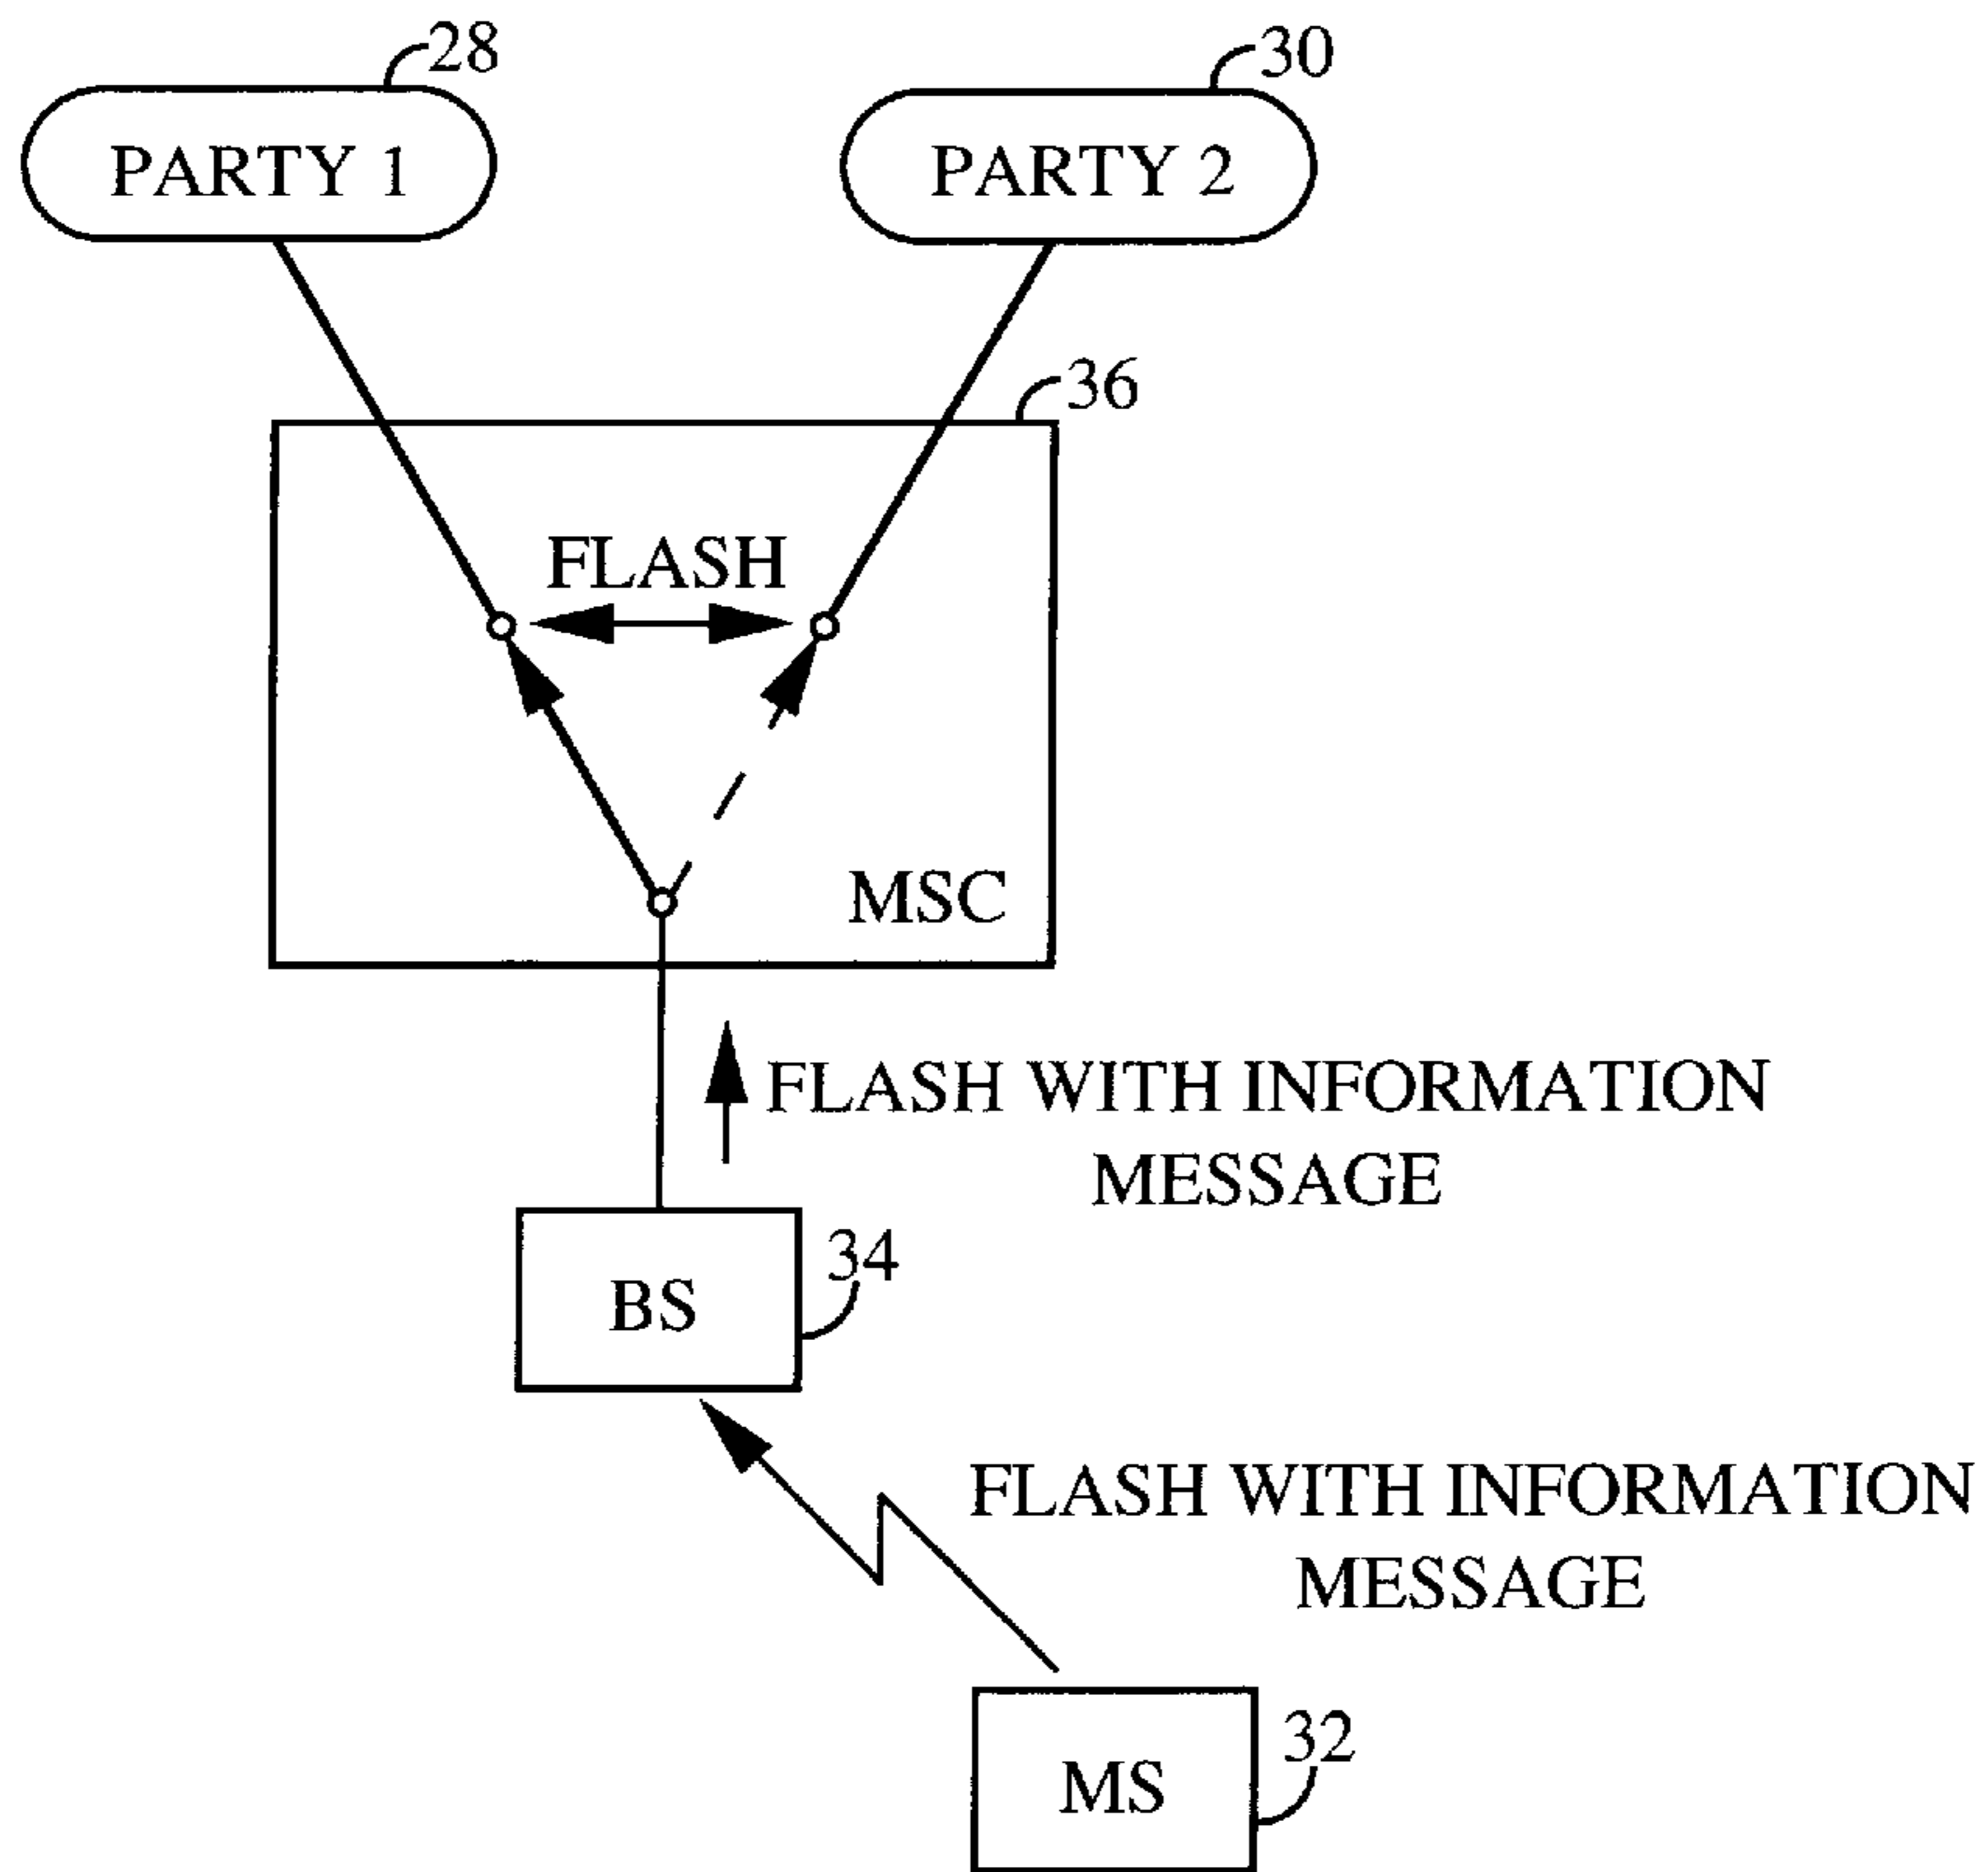 28
30
PARTY 1
PARTY 2
36
FLASH
MSC
FLASH WITH INFORMATION
MESSAGE
34
BS
FLASH WITH INFORMATION
MESSAGE
32
MS